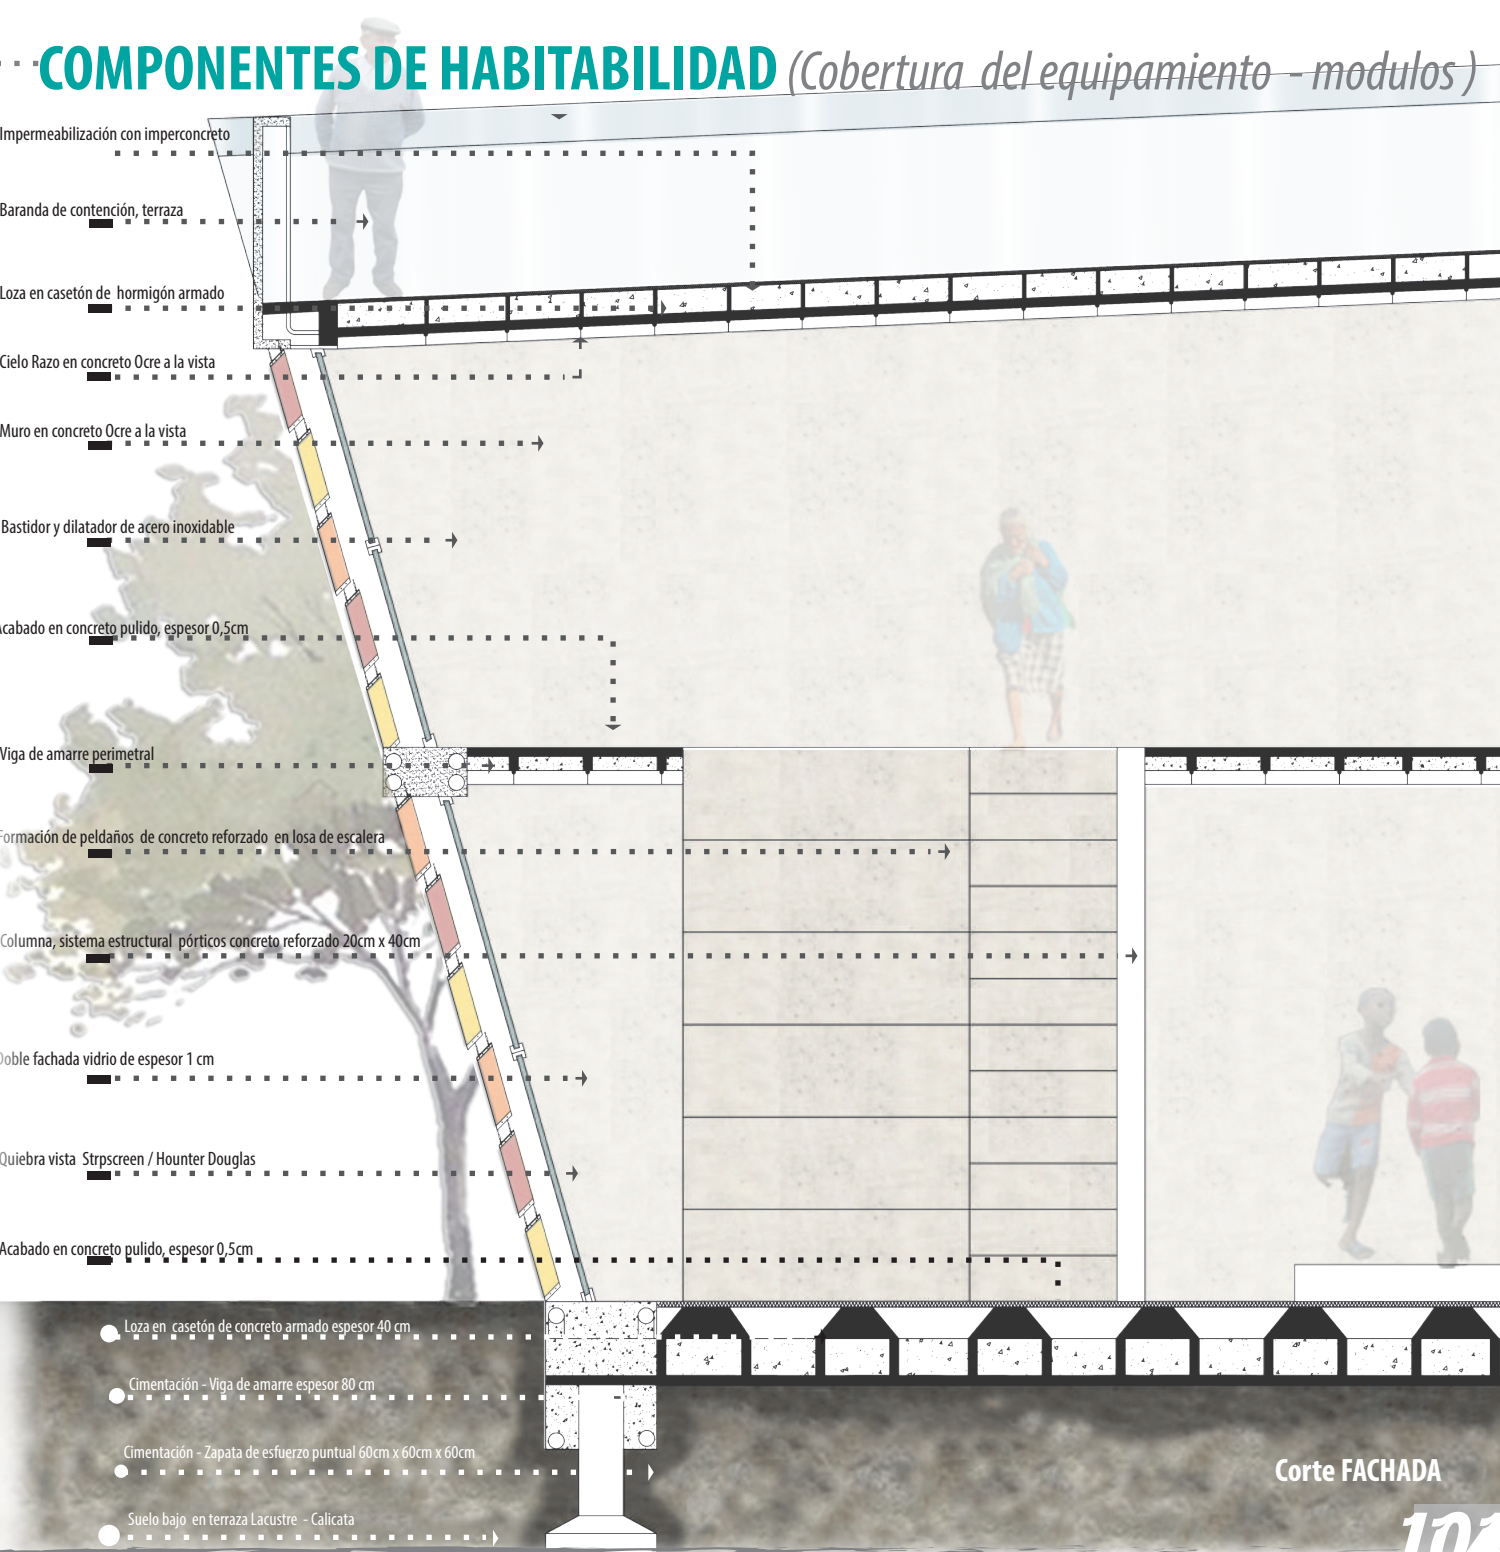 COMPONENTES DE HABITABILIDAD (Cobertura del equipamiento - modulos )
Impermeabilización con imperconcreto
Baranda de contención, terraza
Loza en casetón de hormigón armado
Cielo Razo en concreto Ocre a la vista
Muro en concreto Ocre a la vista
Bastidor y dilatador de acero inoxidable
Acabado en concreto pulido, espesor 0,5cm
Viga de amarre perimetral
Formación de peldaños de concreto reforzado en losa de escalera
Columna, sistema estructural pórticos concreto reforzado 20cm x 40cm
Doble fachada vidrio de espesor 1 cm
Quiebra vista Strpscreen / Hounter Douglas
Acabado en concreto pulido, espesor 0,5cm
Loza en casetón de concreto armado espesor 40 cm
Cimentación - Viga de amarre espesor 80 cm
Cimentación - Zapata de esfuerzo puntual 60cm x 60cm x 60cm
Suelo bajo en terraza Lacustre - Calicata
Corte FACHADA
101